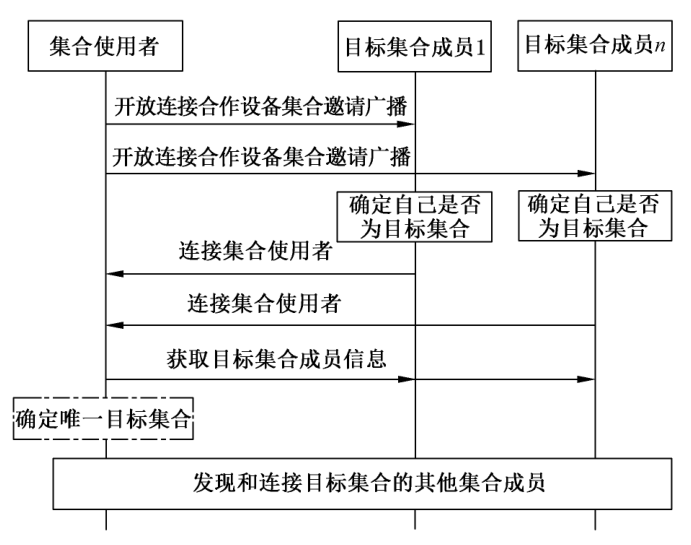 集合使用者
目标集合成员1
目标集合成员n
开放连接合作设备集合邀请广播
开放连接合作设备集合邀请广播
确定自己是否
为目标集合
确定自己是否
为目标集合
连接集合使用者
连接集合使用者
获取目标集合成员信息
确定唯一目标集合
发现和连接目标集合的其他集合成员